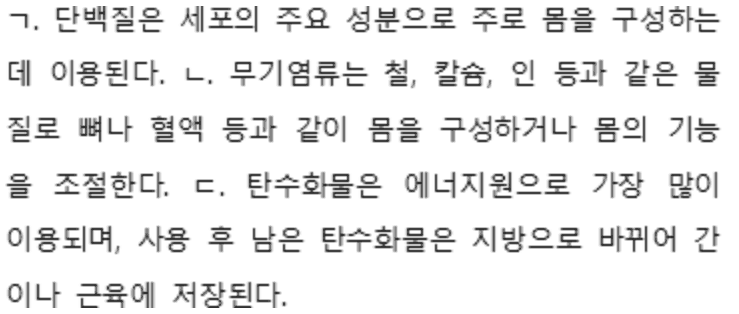 ㄱ. 단백질은 세포의 주요 성분으로 주로 몸을 구성하는
데 이용된다. ㄴ. 무기염류는 철, 칼슘, 인 등과 같은 물
질로 뼈나 혈액 등과 같이 몸을 구성하거나 몸의 기능
을 조절한다. ㄷ. 탄수화물은 에너지원으로 가장 많이
이용되며, 사용 후 남은 탄수화물은 지방으로 바뀌어 간
이나 근육에 저장된다.